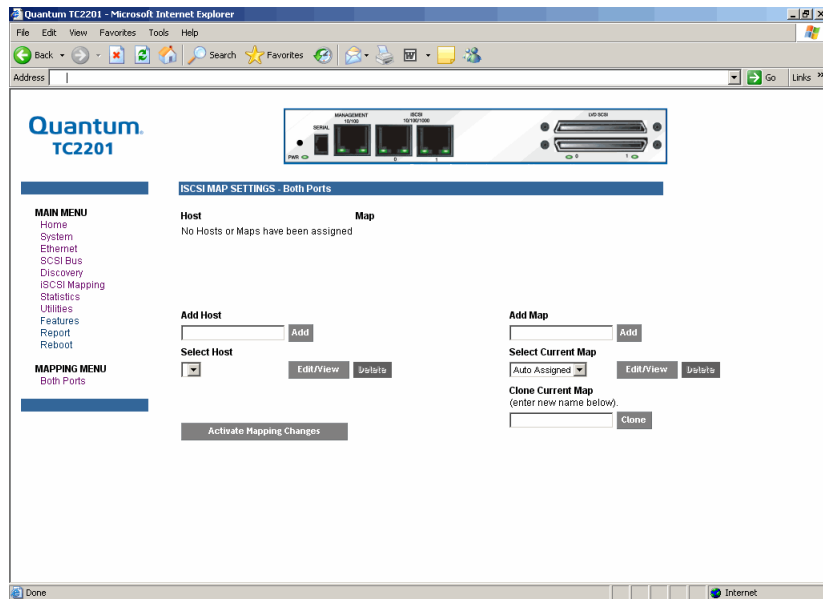 Quantum TC2201 - Microsoft Internet Explorer
File Edit View Favorites Tools Help
Back Search Favorites
Address Go Links »
Quantum.
TC2201
MANAGEMENT
10/100
ISCSI
10/100/1000
LVD SCSI
SERIAL
PWR
0 1
0 1
ISCSI MAP SETTINGS - Both Ports
MAIN MENU
Home
System
Ethernet
SCSI Bus
Discovery
iSCSI Mapping
Statistics
Utilities
Features
Report
Reboot
MAPPING MENU
Both Ports
Host Map
No Hosts or Maps have been assigned
Add Host
Add
Select Host
Edit/View Delete
Activate Mapping Changes
Add Map
Add
Select Current Map
Auto Assigned Edit/View Delete
Clone Current Map
(enter new name below).
Clone
Done Internet